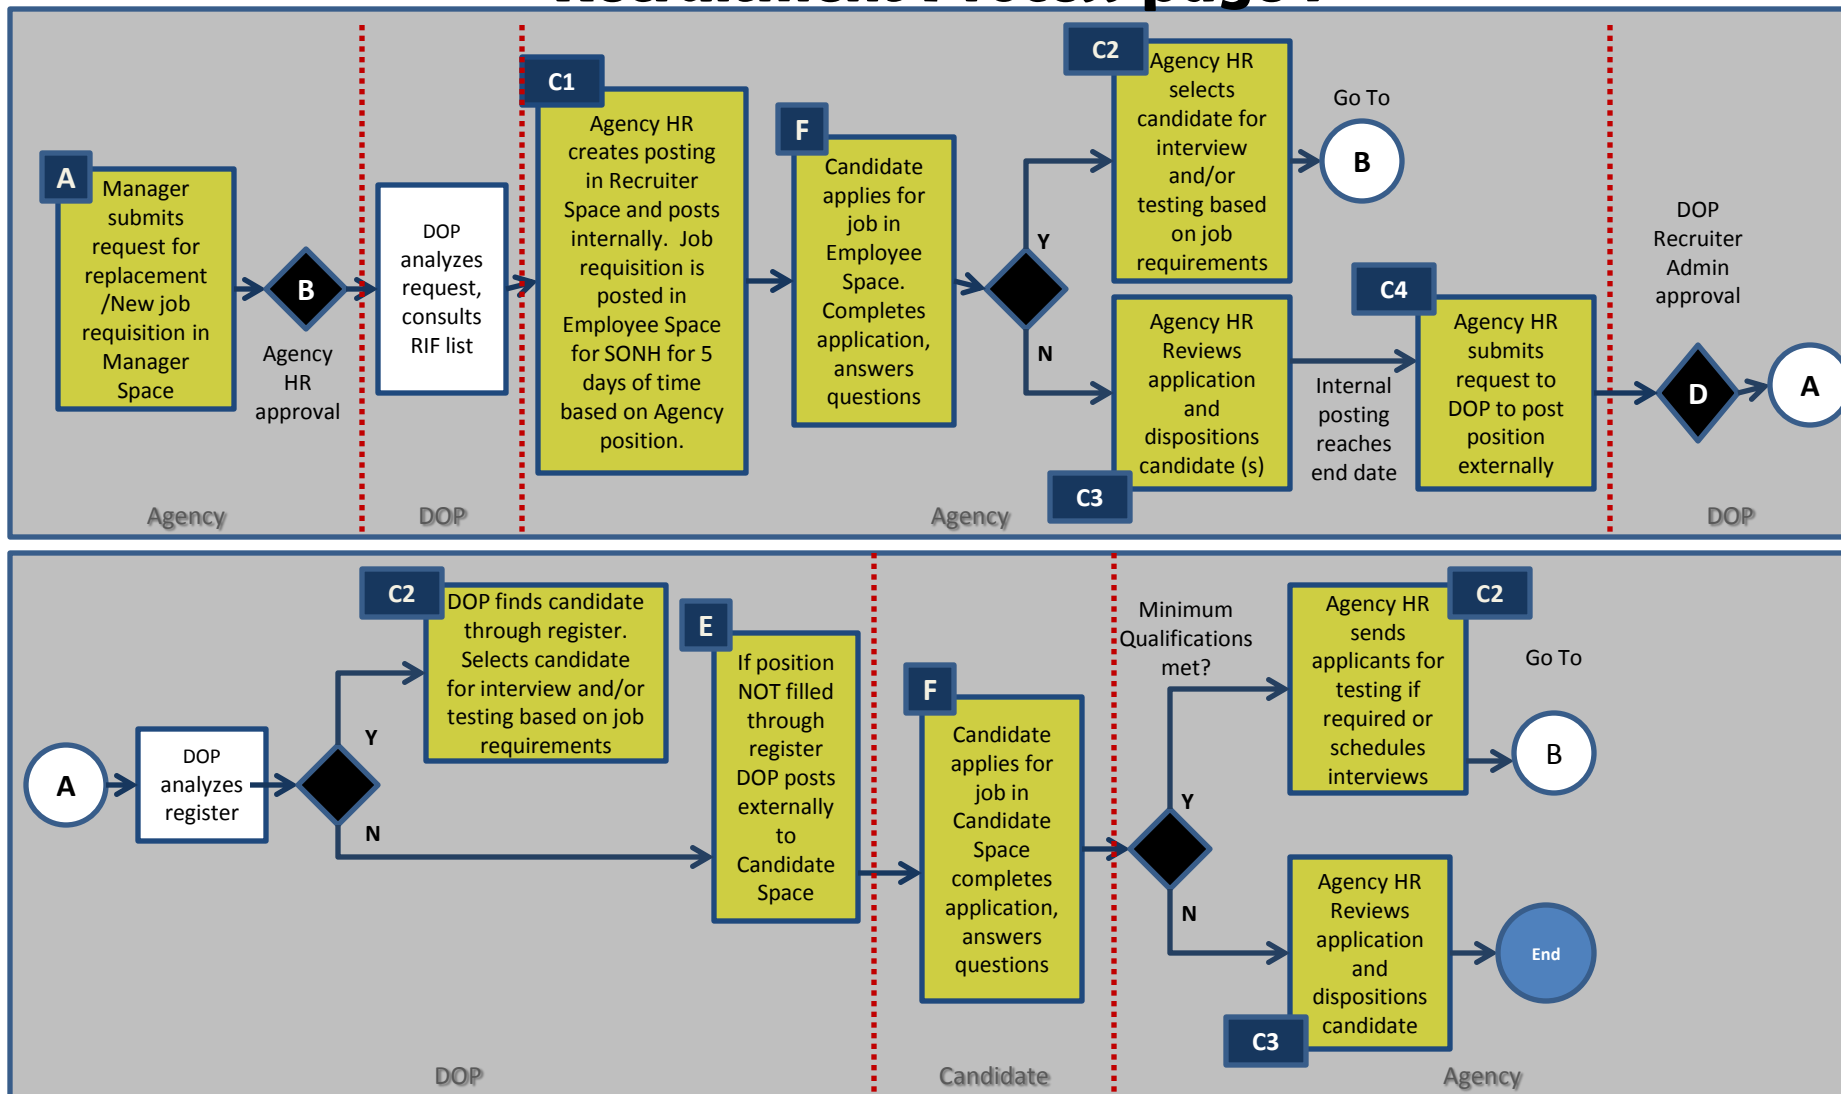 Recruitment Process page 1
A
Manager
submits
request for
replacement
/New job
requisition in
Manager
Space
B
Agency
HR
approval
Agency
DOP
analyzes
request,
consults
RIF list
DOP
C1
Agency HR
creates posting
in Recruiter
Space and posts
internally. Job
requisition is
posted in
Employee Space
for SONH for 5
days of time
based on Agency
position.
F
Candidate
applies for
job in
Employee
Space.
Completes
application,
answers
questions
Y
N
C2
Agency HR
selects
candidate for
interview
and/or
testing based
on job
requirements
Go To
B
Agency HR
Reviews
application
and
dispositions
candidate (s)
C3
Internal
posting
reaches
end date
C4
Agency HR
submits
request to
DOP to post
position
externally
Agency
DOP
Recruiter
Admin
approval
D
A
DOP
A
DOP
analyzes
register
Y
N
C2
DOP finds candidate
through register.
Selects candidate
for interview and/or
testing based on job
requirements
E
If position
NOT filled
through
register
DOP posts
externally
to
Candidate
Space
DOP
F
Candidate
applies for
job in
Candidate
Space
completes
application,
answers
questions
Candidate
Minimum
Qualifications
met?
Y
N
C2
Agency HR
sends
applicants for
testing if
required or
schedules
interviews
Go To
B
Agency HR
Reviews
application
and
dispositions
candidate
C3
End
Agency